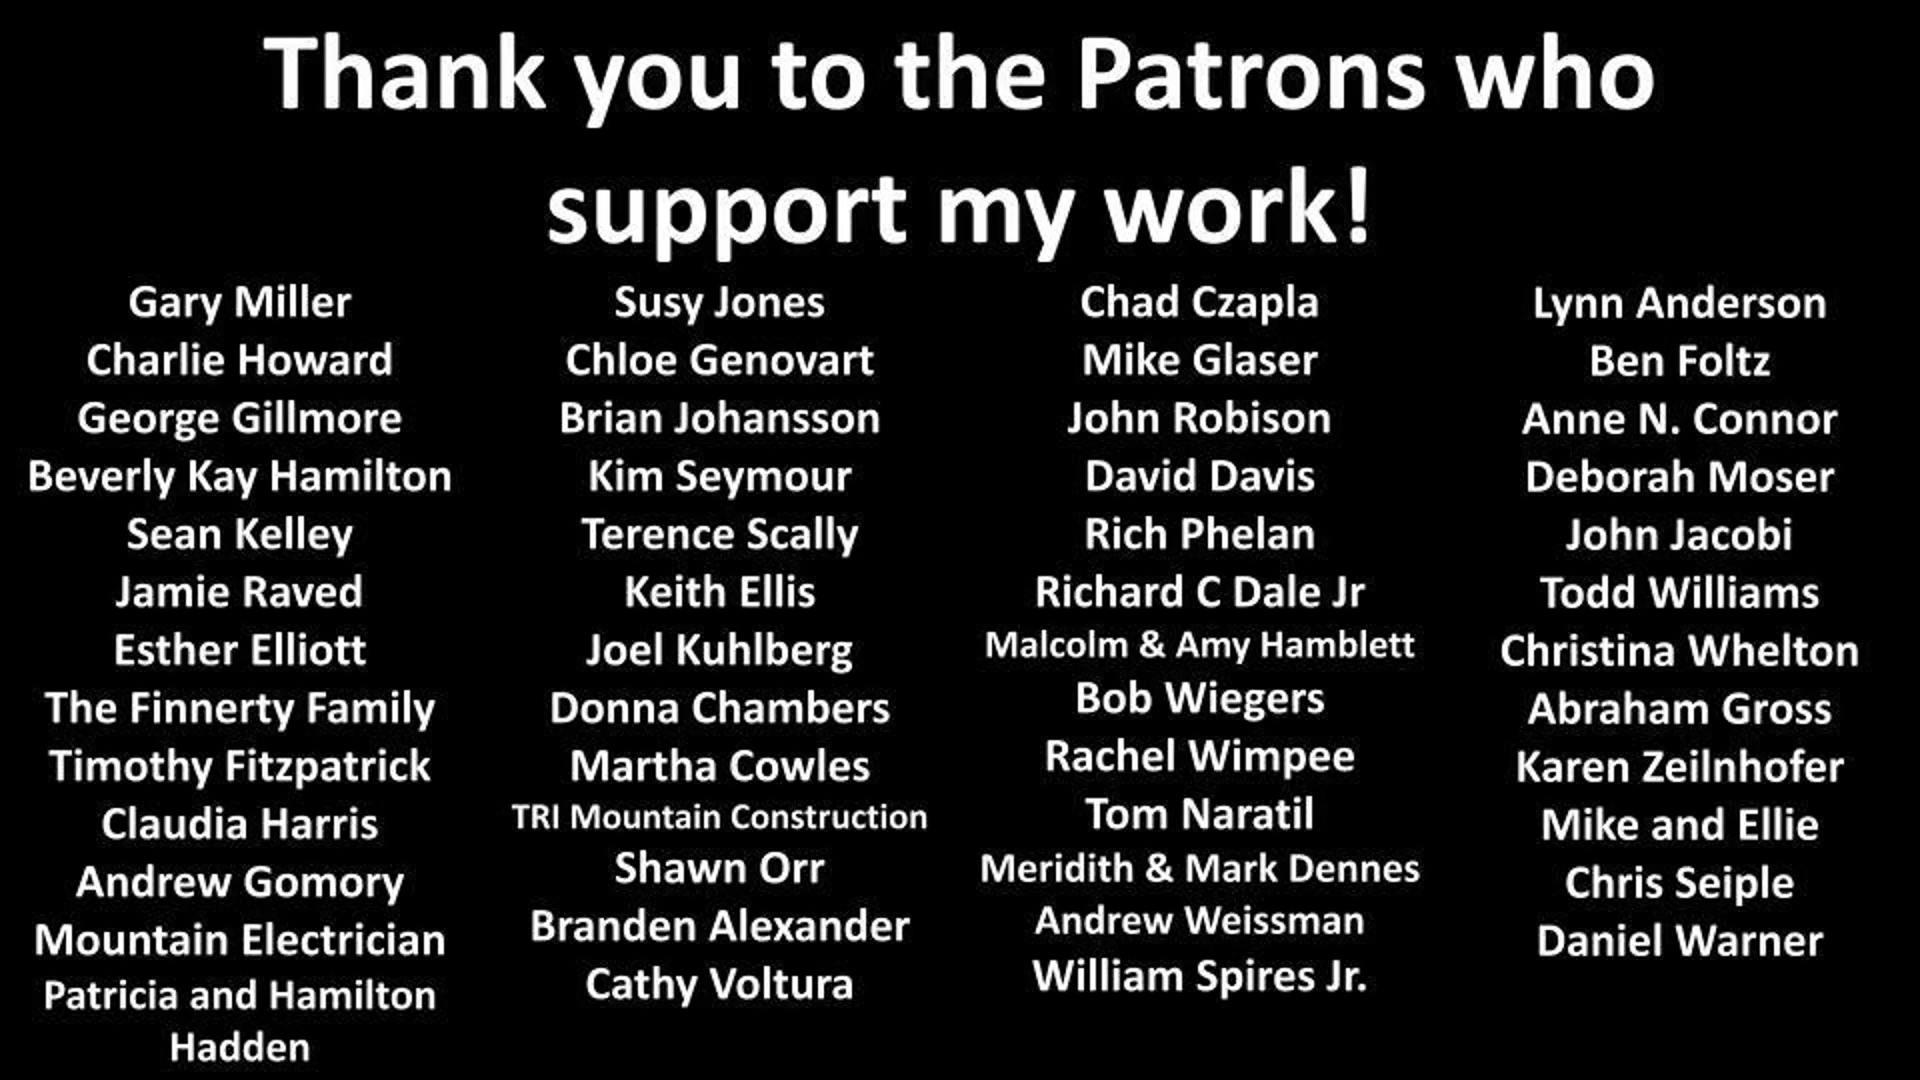 Thank you to the Patrons who
support my work!
Gary Miller
Charlie Howard
George Gillmore
Beverly Kay Hamilton
Sean Kelley
Jamie Raved
Esther Elliott
The Finnerty Family
Timothy Fitzpatrick
Claudia Harris
Andrew Gomory
Mountain Electrician
Patricia and Hamilton
Hadden
Susy Jones
Chloe Genovart
Brian Johansson
Kim Seymour
Terence Scally
Keith Ellis
Joel Kuhlberg
Donna Chambers
Martha Cowles
TRI Mountain Construction
Shawn Orr
Branden Alexander
Cathy Voltura
Chad Czapla
Mike Glaser
John Robison
David Davis
Rich Phelan
Richard C Dale Jr
Malcolm & Amy Hamblett
Bob Wiegers
Rachel Wimpee
Tom Naratil
Meridith & Mark Dennes
Andrew Weissman
William Spires Jr.
Lynn Anderson
Ben Foltz
Anne N. Connor
Deborah Moser
John Jacobi
Todd Williams
Christina Whelton
Abraham Gross
Karen Zeilnhofer
Mike and Ellie
Chris Seiple
Daniel Warner